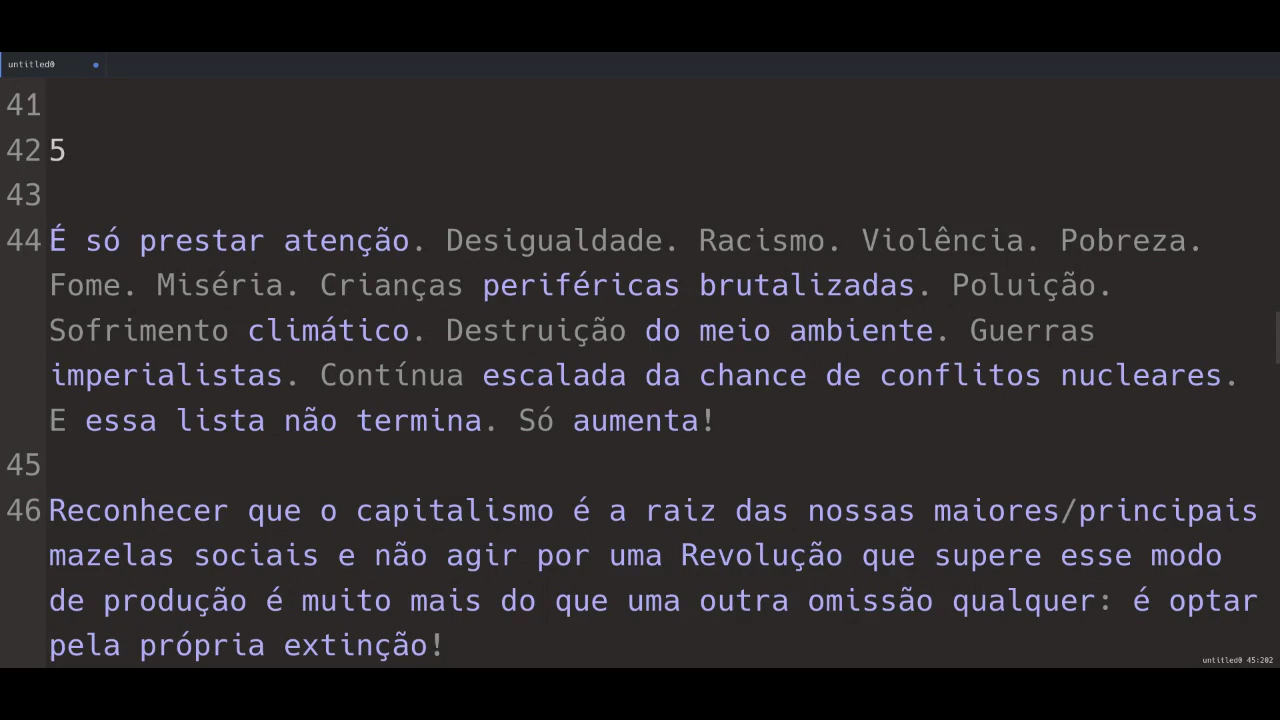 untitled0
41
42 5
43
44 É só prestar atenção. Desigualdade. Racismo. Violência. Pobreza.
Fome. Miséria. Crianças periféricas brutalizadas. Poluição.
Sofrimento climático. Destruição do meio ambiente. Guerras
imperialistas. Contínua escalada da chance de conflitos nucleares.
E essa lista não termina. Só aumenta!
45
46 Reconhecer que o capitalismo é a raiz das nossas maiores/principais
mazelas sociais e não agir por uma Revolução que supere esse modo
de produção é muito mais do que uma outra omissão qualquer: é optar
pela própria extinção!
untitled0 45:202